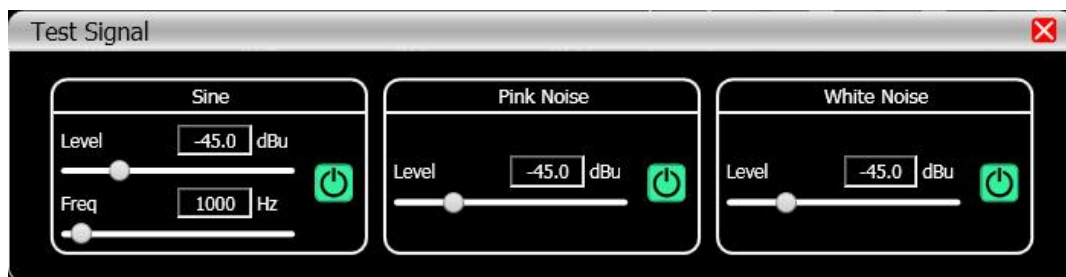 Test Signal
Sine
Level -45.0 dBu
Freq 1000 Hz
Pink Noise
Level -45.0 dBu
White Noise
Level -45.0 dBu